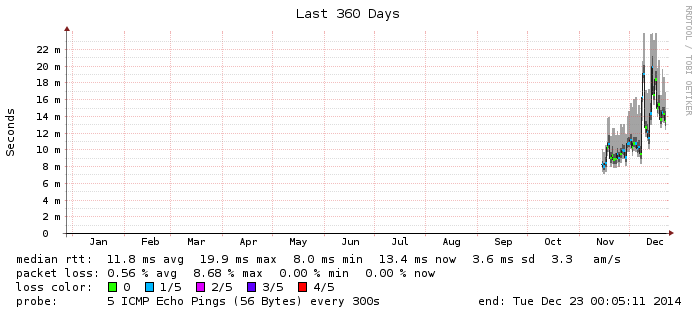 Last 360 Days
RRDTOOL / TOBI OETIKER
Seconds
22 m
20 m
18 m
16 m
14 m
12 m
10 m
8 m
6 m
4 m
2 m
0
Jan Feb Mar Apr May Jun Jul Aug Sep Oct Nov Dec
median rtt: 11.8 ms avg 19.9 ms max 8.0 ms min 13.4 ms now 3.6 ms sd 3.3 am/s
packet loss: 0.56 % avg 8.68 % max 0.00 % min 0.00 % now
loss color: 0 1/5 2/5 3/5 4/5
probe: 5 ICMP Echo Pings (56 Bytes) every 300s end: Tue Dec 23 00:05:11 2014